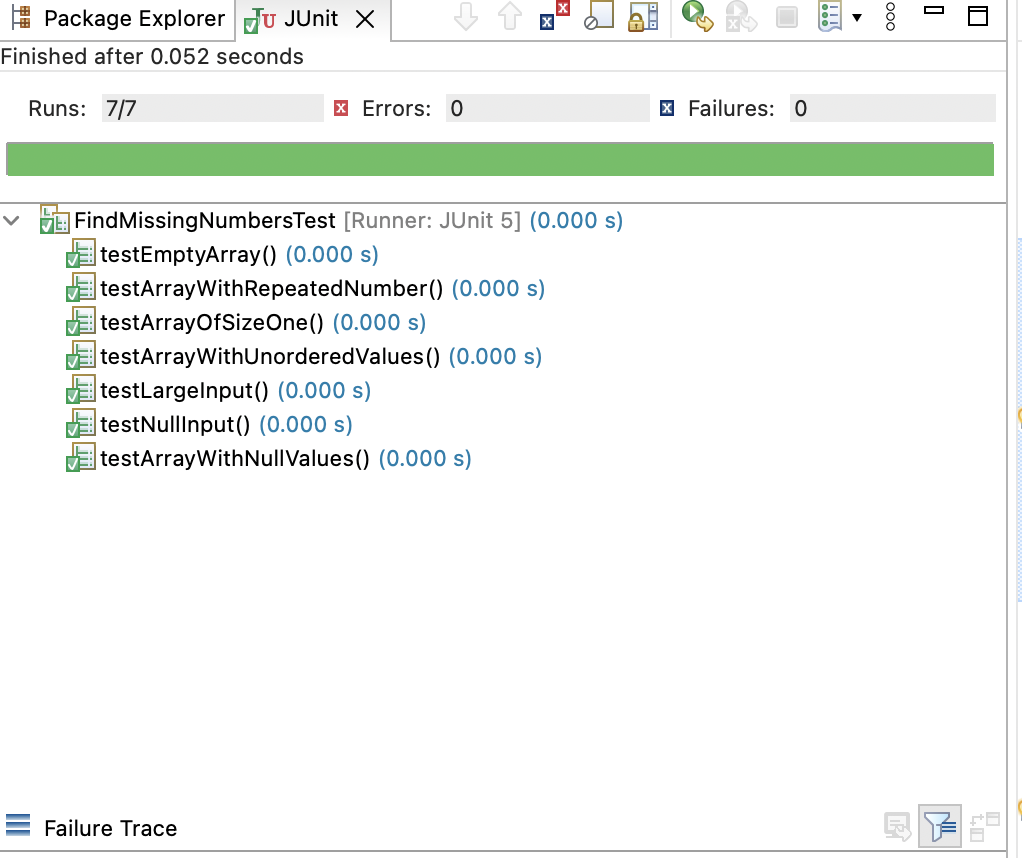 Package Explorer JUnit
Finished after 0.052 seconds
Runs: 7/7 Errors: 0 Failures: 0
FindMissingNumbersTest [Runner: JUnit 5] (0.000 s)
testEmptyArray() (0.000 s)
testArrayWithRepeatedNumber() (0.000 s)
testArrayOfSizeOne() (0.000 s)
testArrayWithUnorderedValues() (0.000 s)
testLargeInput() (0.000 s)
testNullInput() (0.000 s)
testArrayWithNullValues() (0.000 s)
Failure Trace